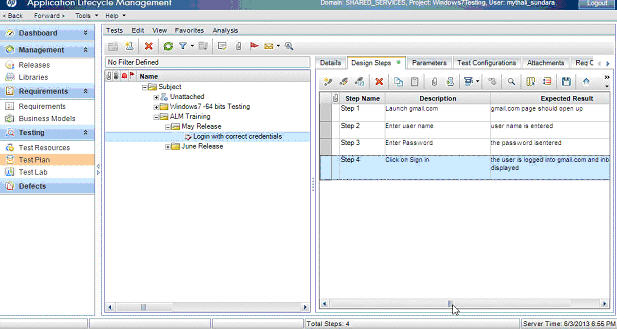 hp Application Lifecycle Management Domain: SHARED_SERVICES, Project: Windows7Testing, User: mythali_sundara Logout
< Back Forward > Tools Help
Dashboard
Management
Releases
Libraries
Requirements
Requirements
Business Models
Testing
Test Resources
Test Plan
Test Lab
Defects
Tests Edit View Favorites Analysis
No Filter Defined
Name
Subject
Unattached
Windows7 -64 bits Testing
ALM Training
May Release
Login with correct credentials
June Release
Details Design Steps Parameters Test Configurations Attachments Req C
Step Name Description Expected Result
Step 1 Launch gmail.com gmail.com page should open up
Step 2 Enter user name user name is entered
Step 3 Enter Password the password isentered
Step 4 Click on Sign in the user is logged into gmail.com and inb
displayed
Total Steps: 4 Server Time: 6/3/2013 6:55 PM